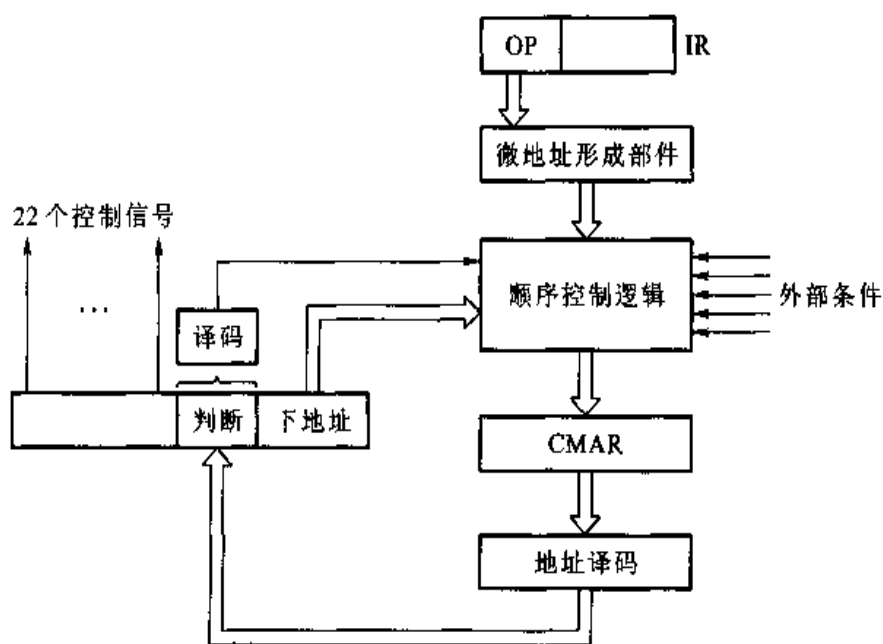 OP
IR
微地址形成部件
22个控制信号
顺序控制逻辑
外部条件
…
译码
判断
下地址
CMAR
地址译码